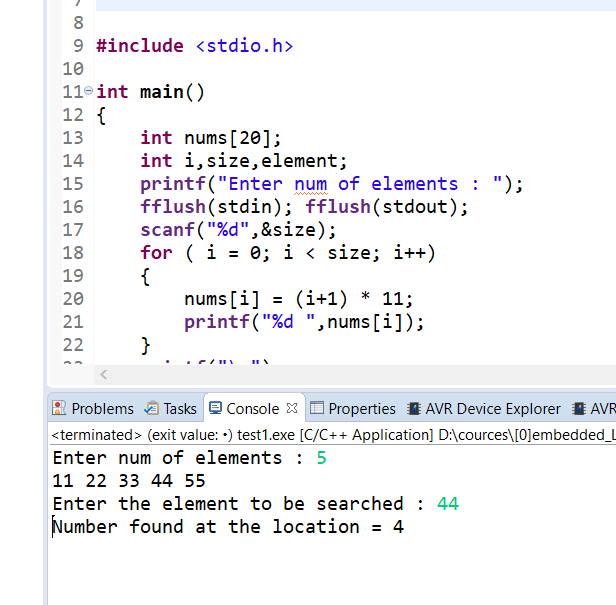 8
9 #include <stdio.h>
10
11 int main()
12 {
13 int nums[20];
14 int i,size,element;
15 printf("Enter num of elements : ");
16 fflush(stdin); fflush(stdout);
17 scanf("%d",&size);
18 for ( i = 0; i < size; i++)
19 {
20 nums[i] = (i+1) * 11;
21 printf("%d ",nums[i]);
22 }
Problems Tasks Console Properties AVR Device Explorer AVR
<terminated> (exit value: •) test1.exe [C/C++ Application] D:\cources\[0]embedded_L
Enter num of elements : 5
11 22 33 44 55
Enter the element to be searched : 44
Number found at the location = 4